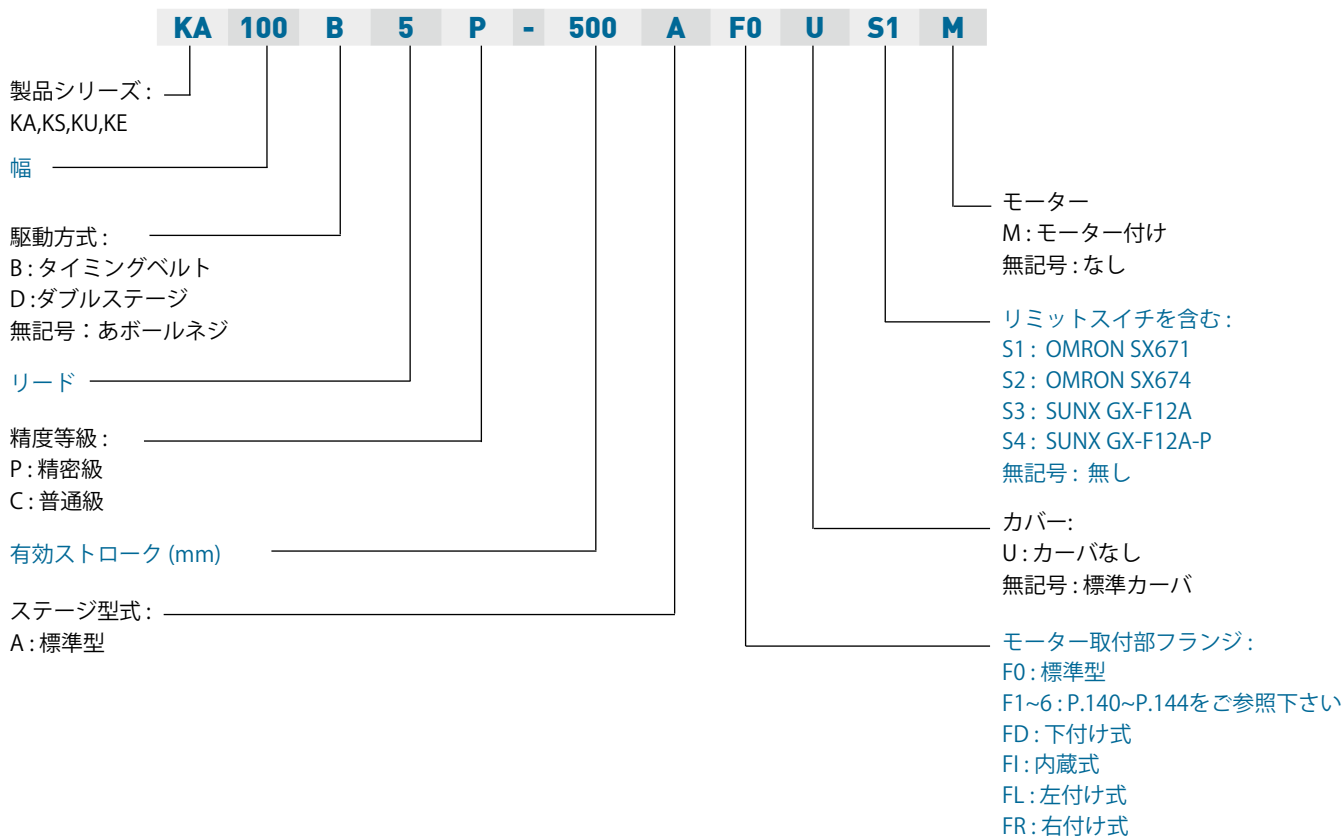 KA 100 B 5 P - 500 A F0 U S1 M
製品シリーズ :
KA,KS,KU,KE
幅
駆動方式 :
B : タイミングベルト
D :ダブルステージ
無記号：あボールネジ
リード
精度等級 :
P : 精密級
C : 普通級
有効ストローク (mm)
ステージ型式 :
A : 標準型
モーター
M : モーター付け
無記号 : なし
リミットスイチを含む :
S1 : OMRON SX671
S2 : OMRON SX674
S3 : SUNX GX-F12A
S4 : SUNX GX-F12A-P
無記号 : 無し
カバー:
U : カーバなし
無記号 : 標準カーバ
モーター取付部フランジ :
F0 : 標準型
F1~6 : P.140~P.144をご参照下さい
FD : 下付け式
FI : 内蔵式
FL : 左付け式
FR : 右付け式